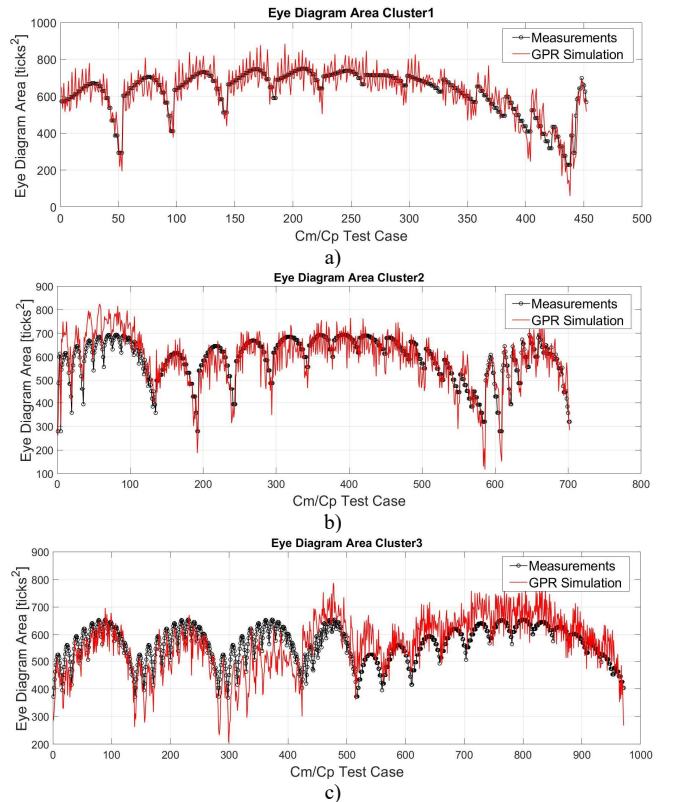 Eye Diagram Area Cluster1
1000
800
600
400
200
0
Eye Diagram Area [ticks²]
Measurements
GPR Simulation
0 50 100 150 200 250 300 350 400 450 500
Cm/Cp Test Case
a)
Eye Diagram Area Cluster2
900
800
700
600
500
400
300
200
100
Eye Diagram Area [ticks²]
Measurements
GPR Simulation
0 100 200 300 400 500 600 700 800
Cm/Cp Test Case
b)
Eye Diagram Area Cluster3
900
800
700
600
500
400
300
200
Eye Diagram Area [ticks²]
Measurements
GPR Simulation
0 100 200 300 400 500 600 700 800 900 1000
Cm/Cp Test Case
c)